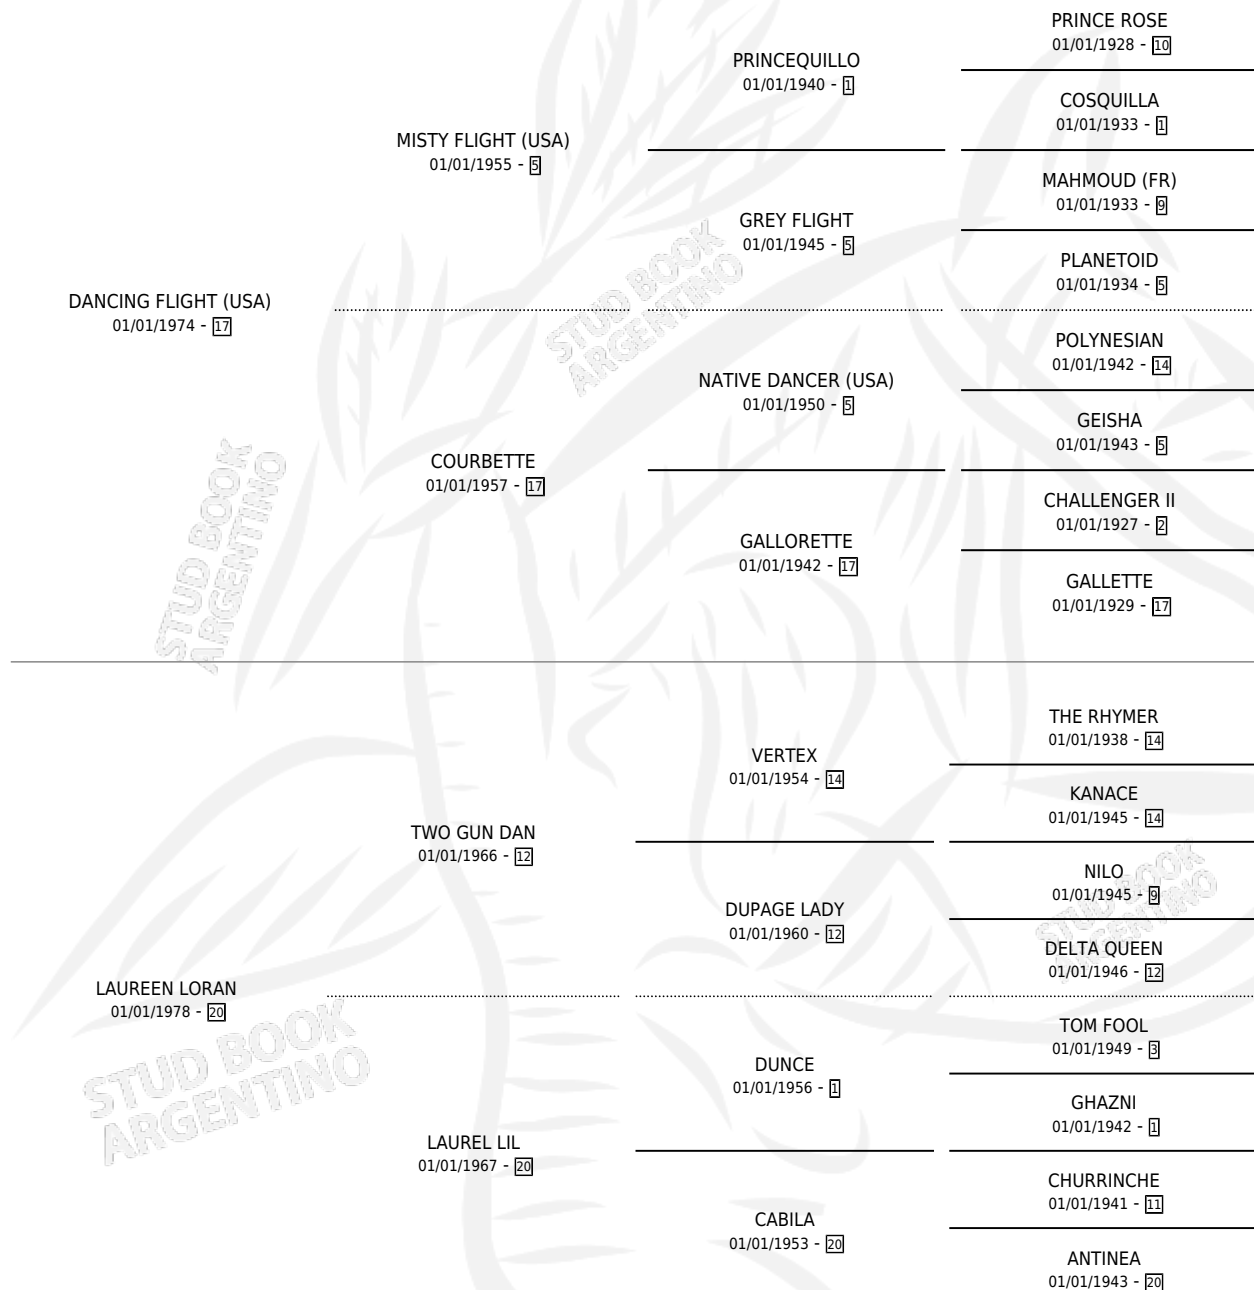 PRINCE ROSE
01/01/1928 - 10
PRINCEQUILLO
01/01/1940 - 1
COSQUILLA
01/01/1933 - 1
MISTY FLIGHT (USA)
01/01/1955 - 5
MAHMOUD (FR)
01/01/1933 - 9
GREY FLIGHT
01/01/1945 - 5
PLANETOID
01/01/1934 - 5
DANCING FLIGHT (USA)
01/01/1974 - 17
STUD BOOK
ARGENTINO
POLYNESIAN
01/01/1942 - 14
NATIVE DANCER (USA)
01/01/1950 - 5
GEISHA
01/01/1943 - 5
COURBETTE
01/01/1957 - 17
CHALLENGER II
01/01/1927 - 2
GALLORETTE
01/01/1942 - 17
GALLETTE
01/01/1929 - 17
STUD BOOK
ARGENTINO
THE RHYMER
01/01/1938 - 14
VERTEX
01/01/1954 - 14
KANACE
01/01/1945 - 14
TWO GUN DAN
01/01/1966 - 12
NILO
01/01/1945 - 9
DUPAGE LADY
01/01/1960 - 12
STUD BOOK
ARGENTINO
DELTA QUEEN
01/01/1946 - 12
LAUREEN LORAN
01/01/1978 - 20
STUD BOOK
ARGENTINO
TOM FOOL
01/01/1949 - 3
DUNCE
01/01/1956 - 1
GHAZNI
01/01/1942 - 1
LAUREL LIL
01/01/1967 - 20
CHURRINCHE
01/01/1941 - 11
CABILA
01/01/1953 - 20
ANTINEA
01/01/1943 - 20